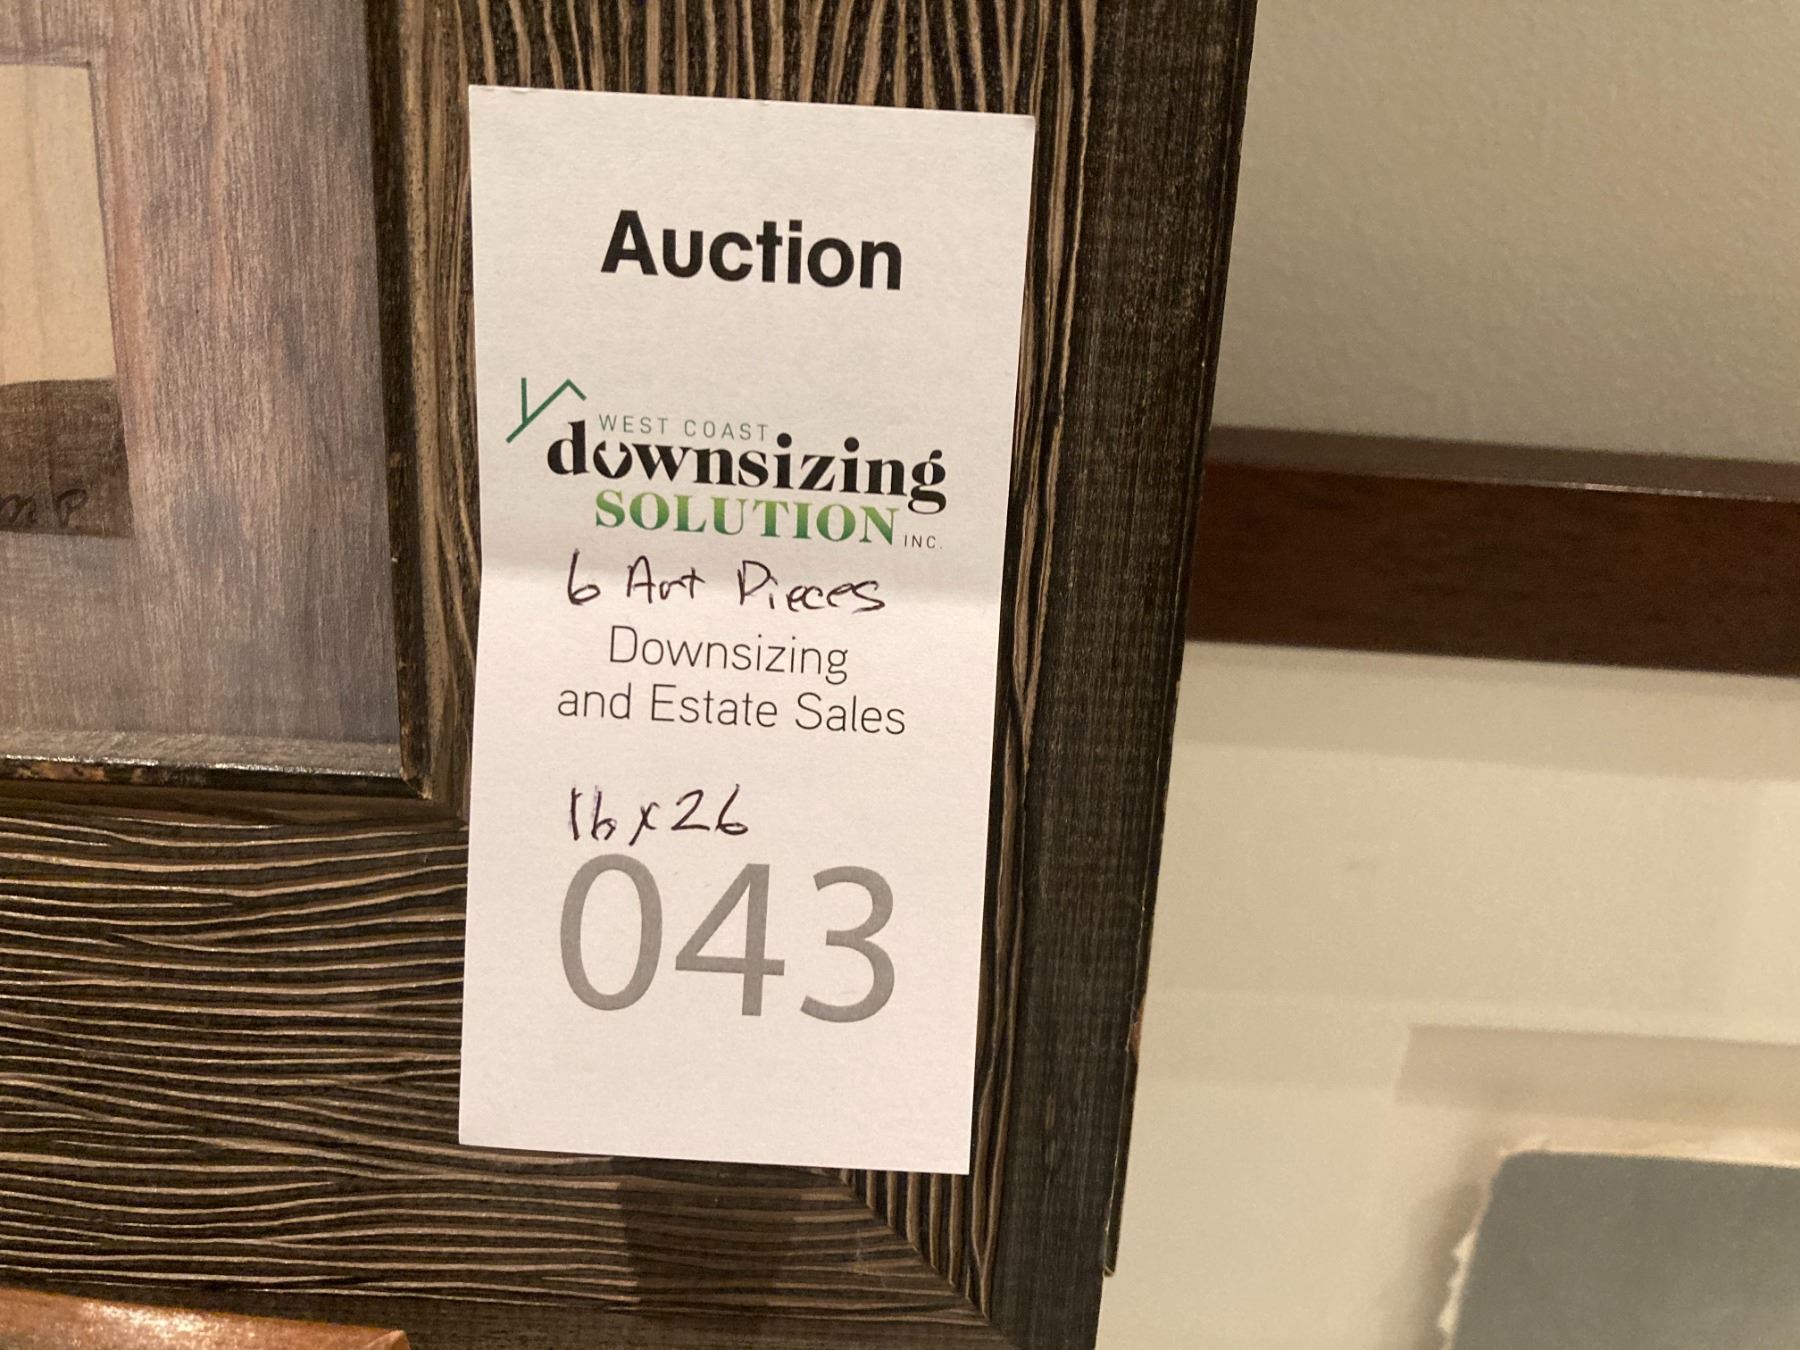 Auction
WEST COAST
downsizing
SOLUTION INC.
6 Art Pieces
Downsizing
and Estate Sales
16x26
043